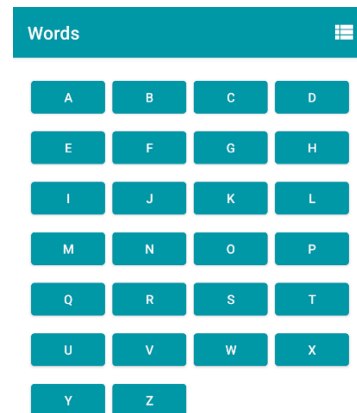 Words
A B C D
E F G H
I J K L
M N O P
Q R S T
U V W X
Y Z